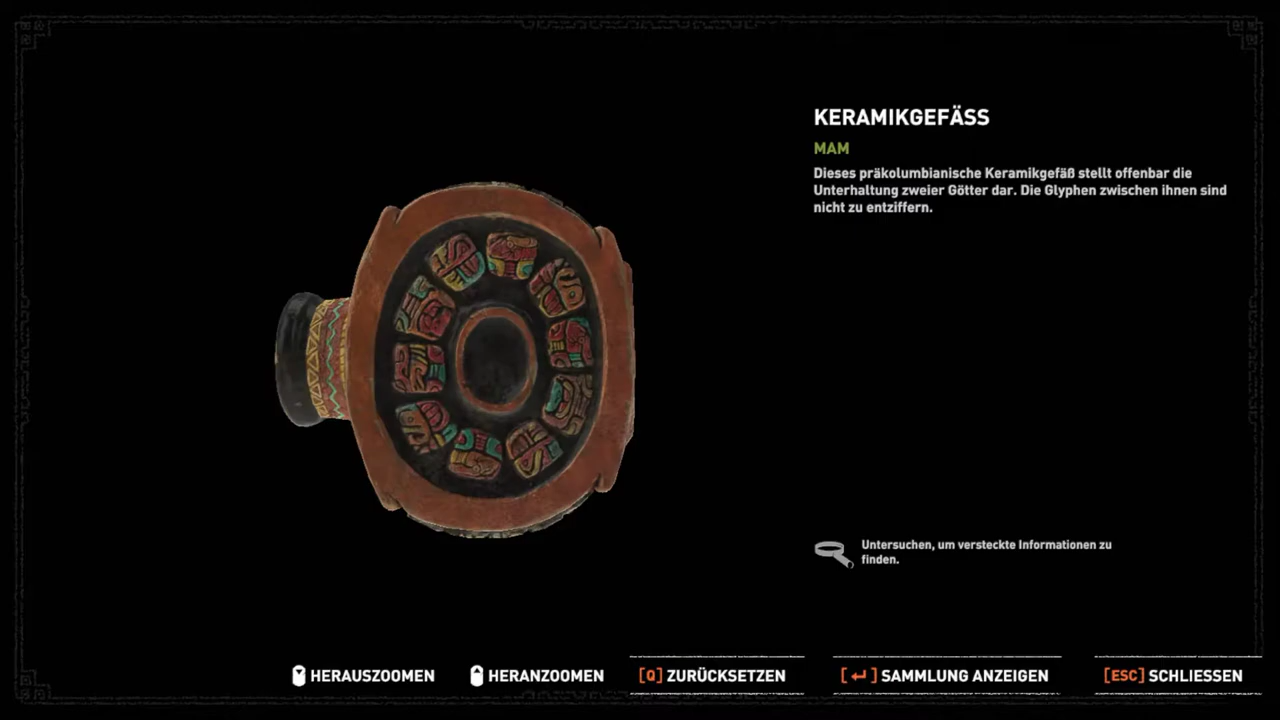 KERAMIKGEFÄSS
MAM
Dieses präkolumbianische Keramikgefäß stellt offenbar die
Unterhaltung zweier Götter dar. Die Glyphen zwischen ihnen sind
nicht zu entziffern.
Untersuchen, um versteckte Informationen zu
finden.
HERAUSZOOMEN HERANZOOMEN [Q] ZURÜCKSETZEN [↵] SAMMLUNG ANZEIGEN [ESC] SCHLIESSEN